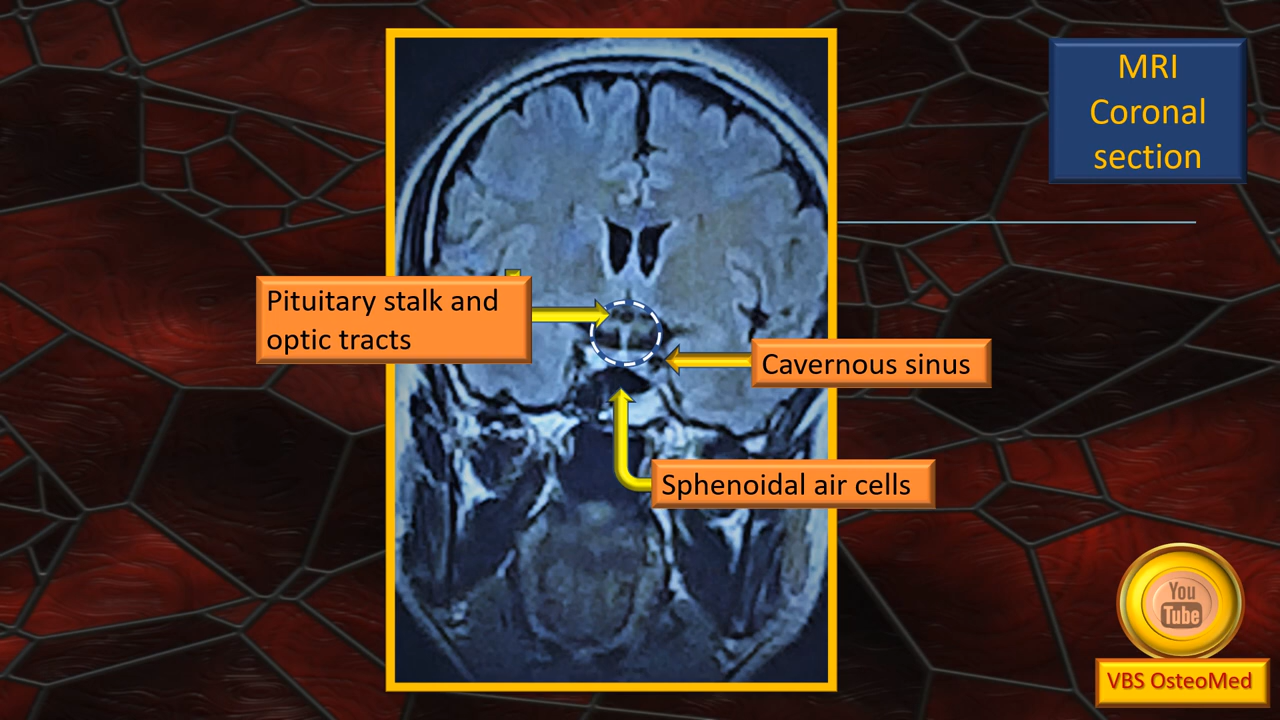 MRI
Coronal
section
Pituitary stalk and
optic tracts
Cavernous sinus
Sphenoidal air cells
You
Tube
VBS OsteoMed